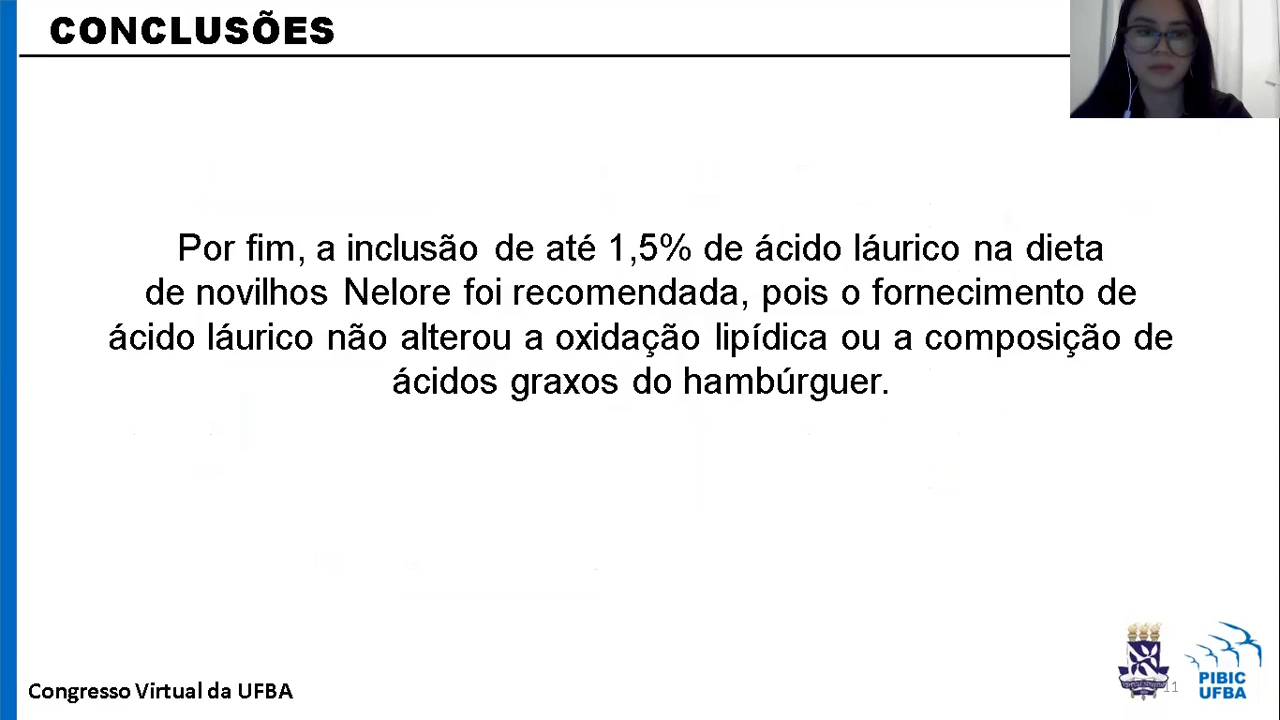 CONCLUSÕES
Por fim, a inclusão de até 1,5% de ácido láurico na dieta
de novilhos Nelore foi recomendada, pois o fornecimento de
ácido láurico não alterou a oxidação lipídica ou a composição de
ácidos graxos do hambúrguer.
Congresso Virtual da UFBA
11
PIBIC
UFBA